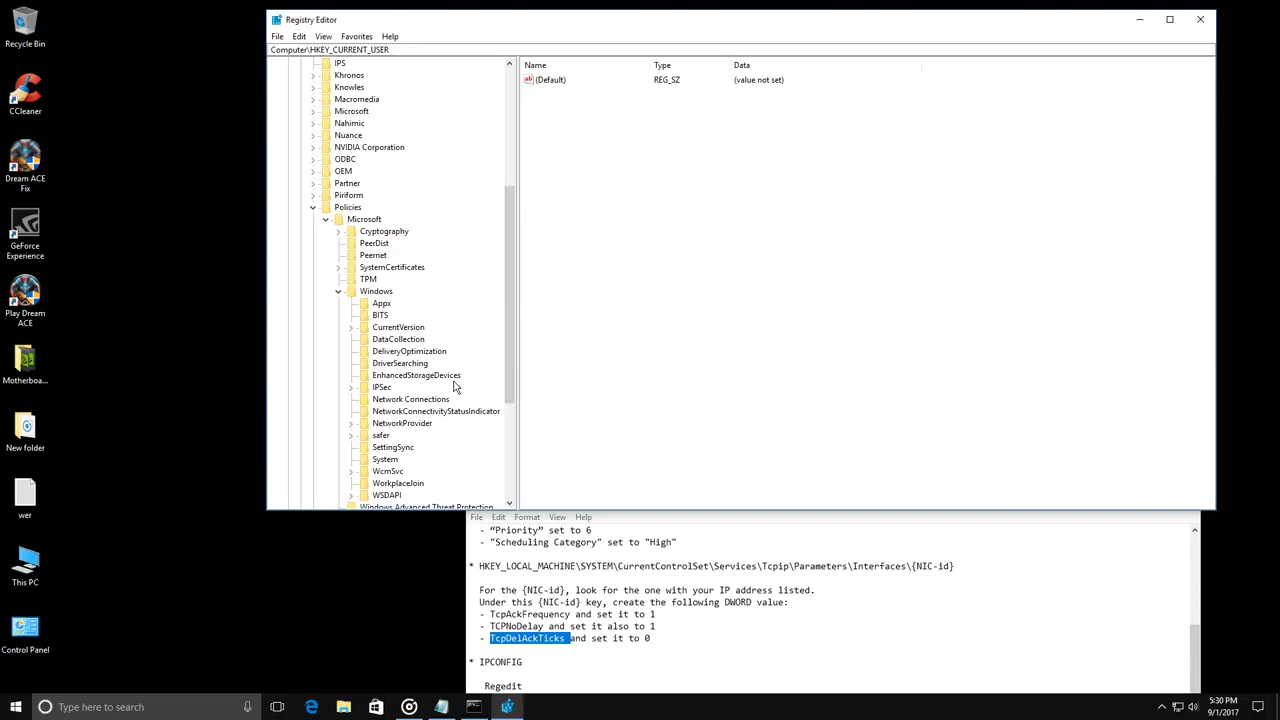 Recycle Bin
CCleaner
Dream ACE
Fix
GeForce
Experience
Play Dream
ACE
Motherboa...
New folder
wer
This PC
Control Panel
Registry Editor
File Edit View Favorites Help
Computer\HKEY_CURRENT_USER
IPS
Khronos
Knowles
Macromedia
Microsoft
Nahimic
Nuance
NVIDIA Corporation
ODBC
OEM
Partner
Piriform
Policies
Microsoft
Cryptography
PeerDist
Peernet
SystemCertificates
TPM
Windows
Appx
BITS
CurrentVersion
DataCollection
DeliveryOptimization
DriverSearching
EnhancedStorageDevices
IPSec
Network Connections
NetworkConnectivityStatusIndicator
NetworkProvider
safer
SettingSync
System
WcmSvc
WorkplaceJoin
WSDAPI
Windows Advanced Threat Protection
Name Type Data
ab (Default) REG_SZ (value not set)
File Edit Format View Help
- “Priority” set to 6
- "Scheduling Category" set to "High"
* HKEY_LOCAL_MACHINE\SYSTEM\CurrentControlSet\Services\Tcpip\Parameters\Interfaces\{NIC-id}
For the {NIC-id}, look for the one with your IP address listed.
Under this {NIC-id} key, create the following DWORD value:
- TcpAckFrequency and set it to 1
- TCPNoDelay and set it also to 1
- TcpDelAckTicks and set it to 0
* IPCONFIG
Regedit
Type here to search
5:30 PM
9/1/2017